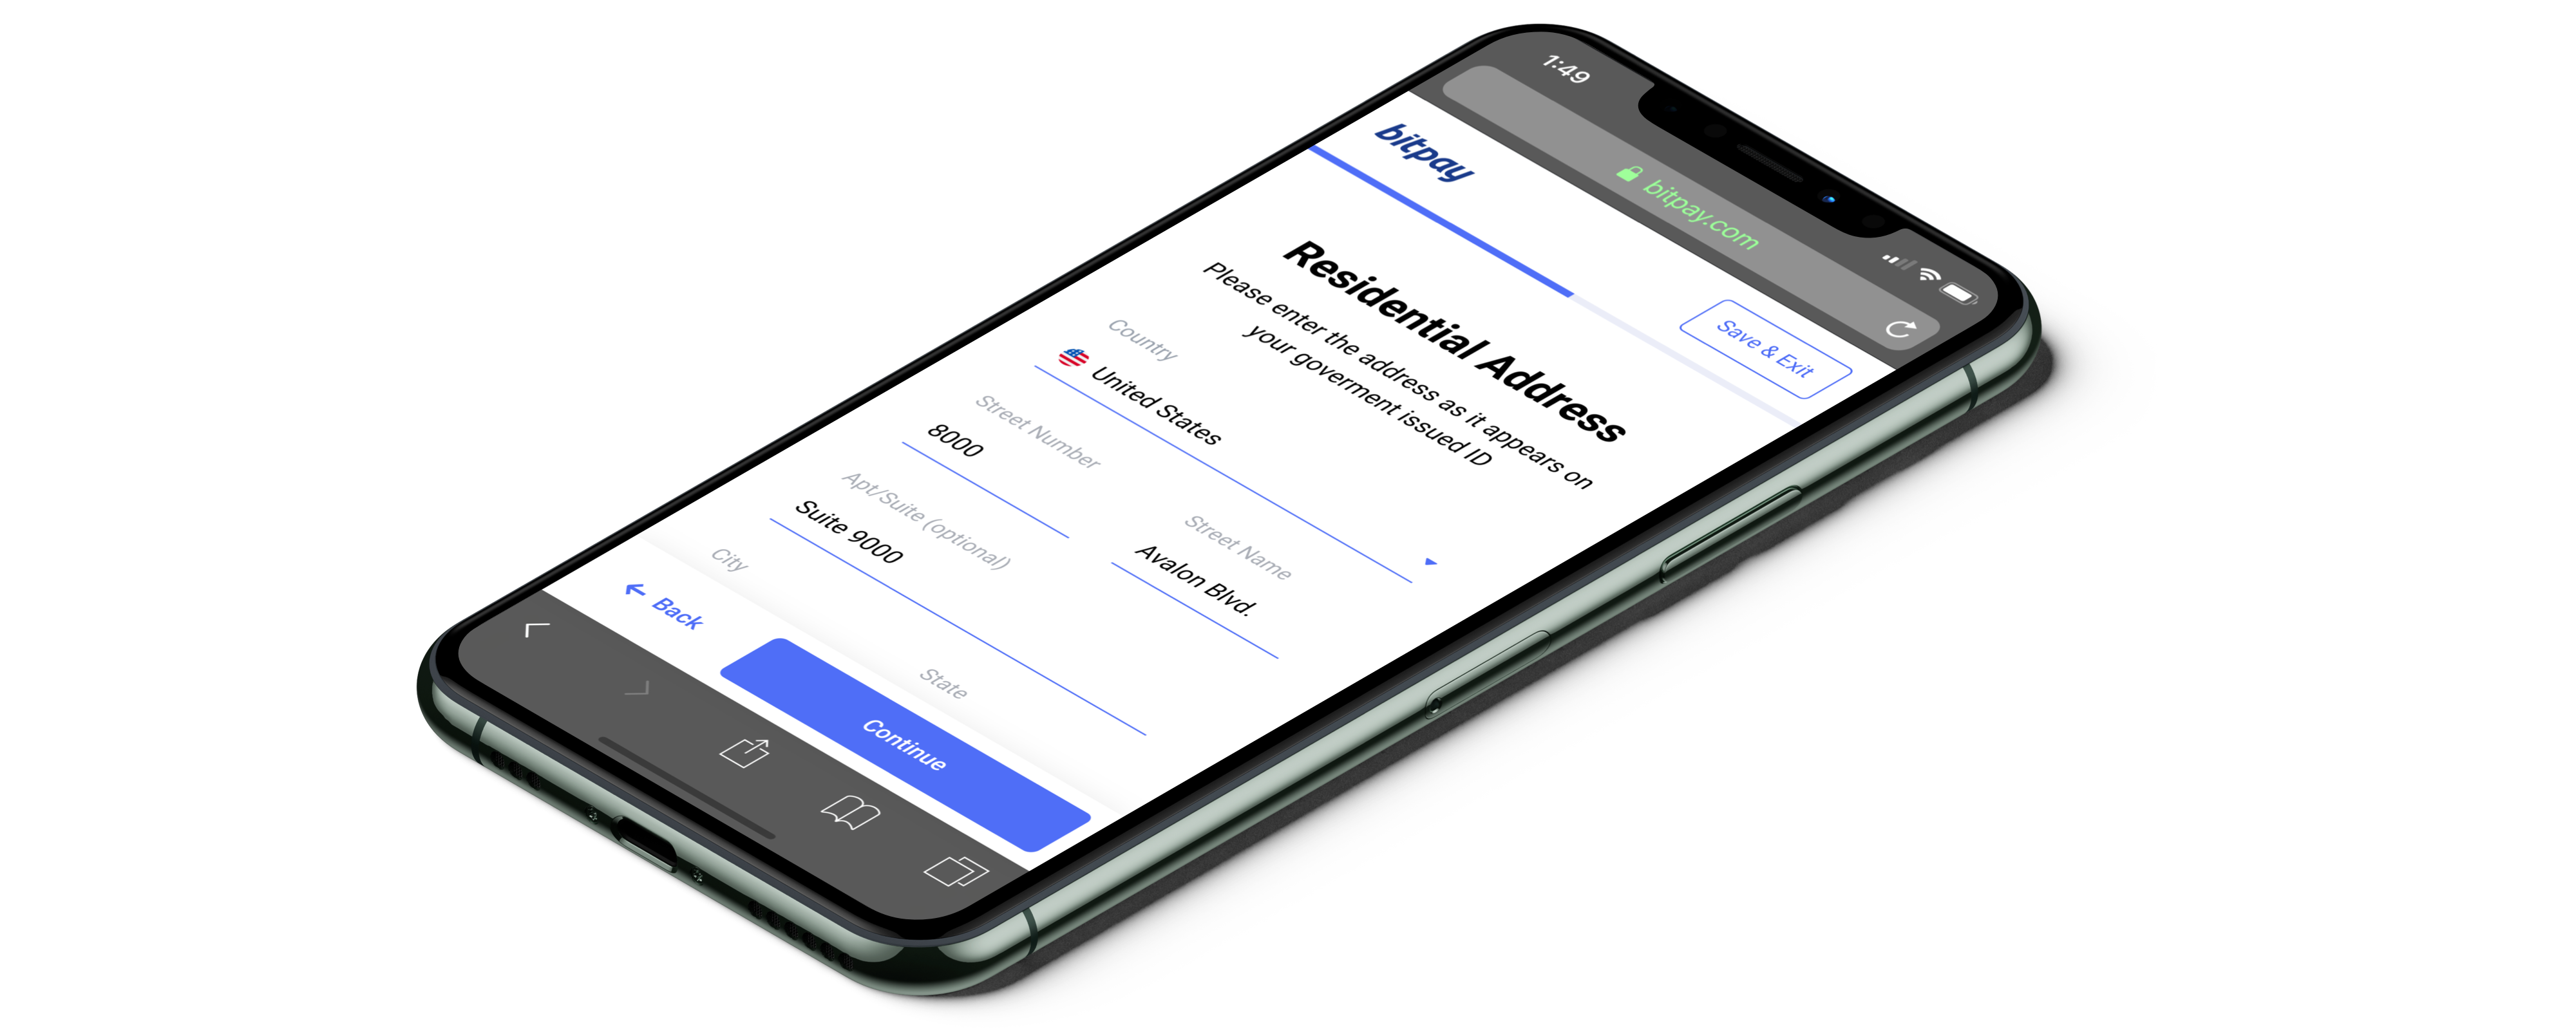 1:49
bitpay.com
bitpay
Save & Exit
Residential Address
Please enter the address as it appears on
your goverment issued ID
Country
United States
Street Number
Street Name
8000
Avalon Blvd.
Apt/Suite (optional)
Suite 9000
City
State
Back
Continue